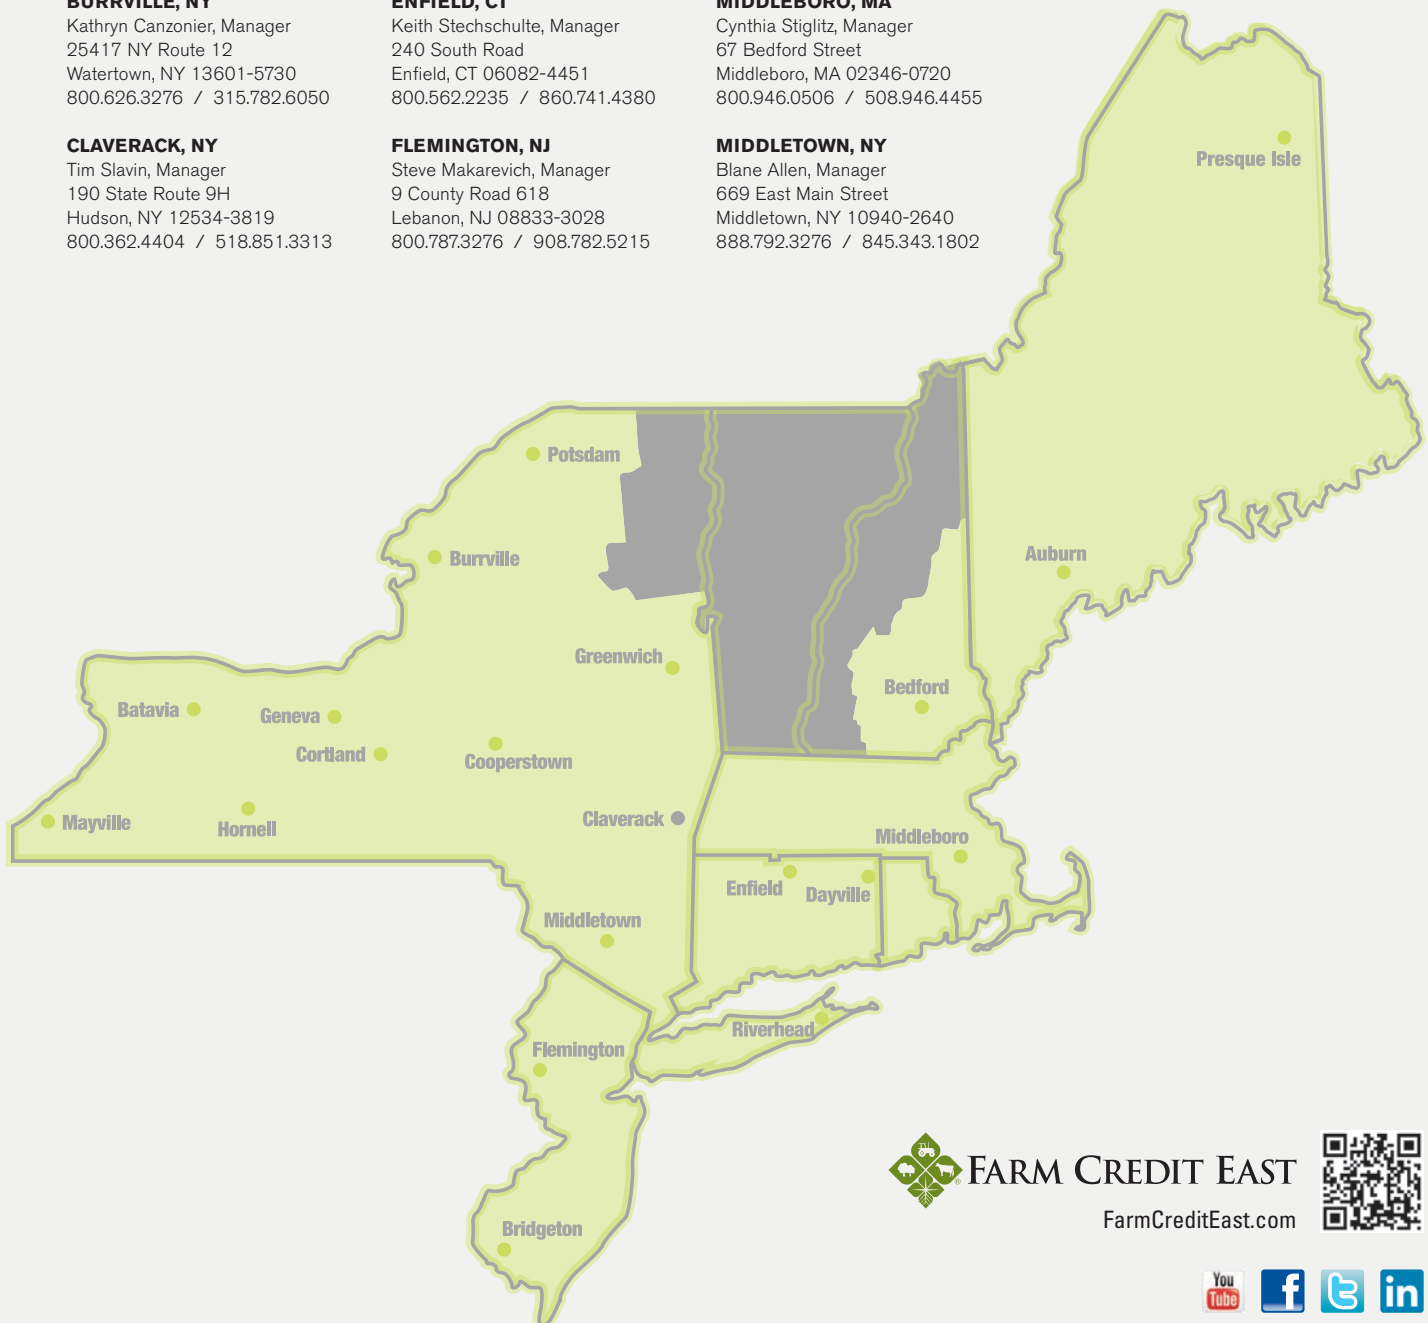 BURRVILLE, NY
Kathryn Canzonier, Manager
25417 NY Route 12
Watertown, NY 13601-5730
800.626.3276 / 315.782.6050
CLAVERACK, NY
Tim Slavin, Manager
190 State Route 9H
Hudson, NY 12534-3819
800.362.4404 / 518.851.3313
ENFIELD, CT
Keith Stechschulte, Manager
240 South Road
Enfield, CT 06082-4451
800.562.2235 / 860.741.4380
FLEMINGTON, NJ
Steve Makarevich, Manager
9 County Road 618
Lebanon, NJ 08833-3028
800.787.3276 / 908.782.5215
MIDDLEBORO, MA
Cynthia Stiglitz, Manager
67 Bedford Street
Middleboro, MA 02346-0720
800.946.0506 / 508.946.4455
MIDDLETOWN, NY
Blane Allen, Manager
669 East Main Street
Middletown, NY 10940-2640
888.792.3276 / 845.343.1802
Presque Isle
Potsdam
Burrville
Auburn
Greenwich
Bedford
Batavia
Geneva
Cortland
Cooperstown
Mayville
Hornell
Claverack
Middleboro
Enfield
Dayville
Middletown
Riverhead
Flemington
Bridgeton
FARM CREDIT EAST
®
FarmCreditEast.com
You
Tube
f
t
in